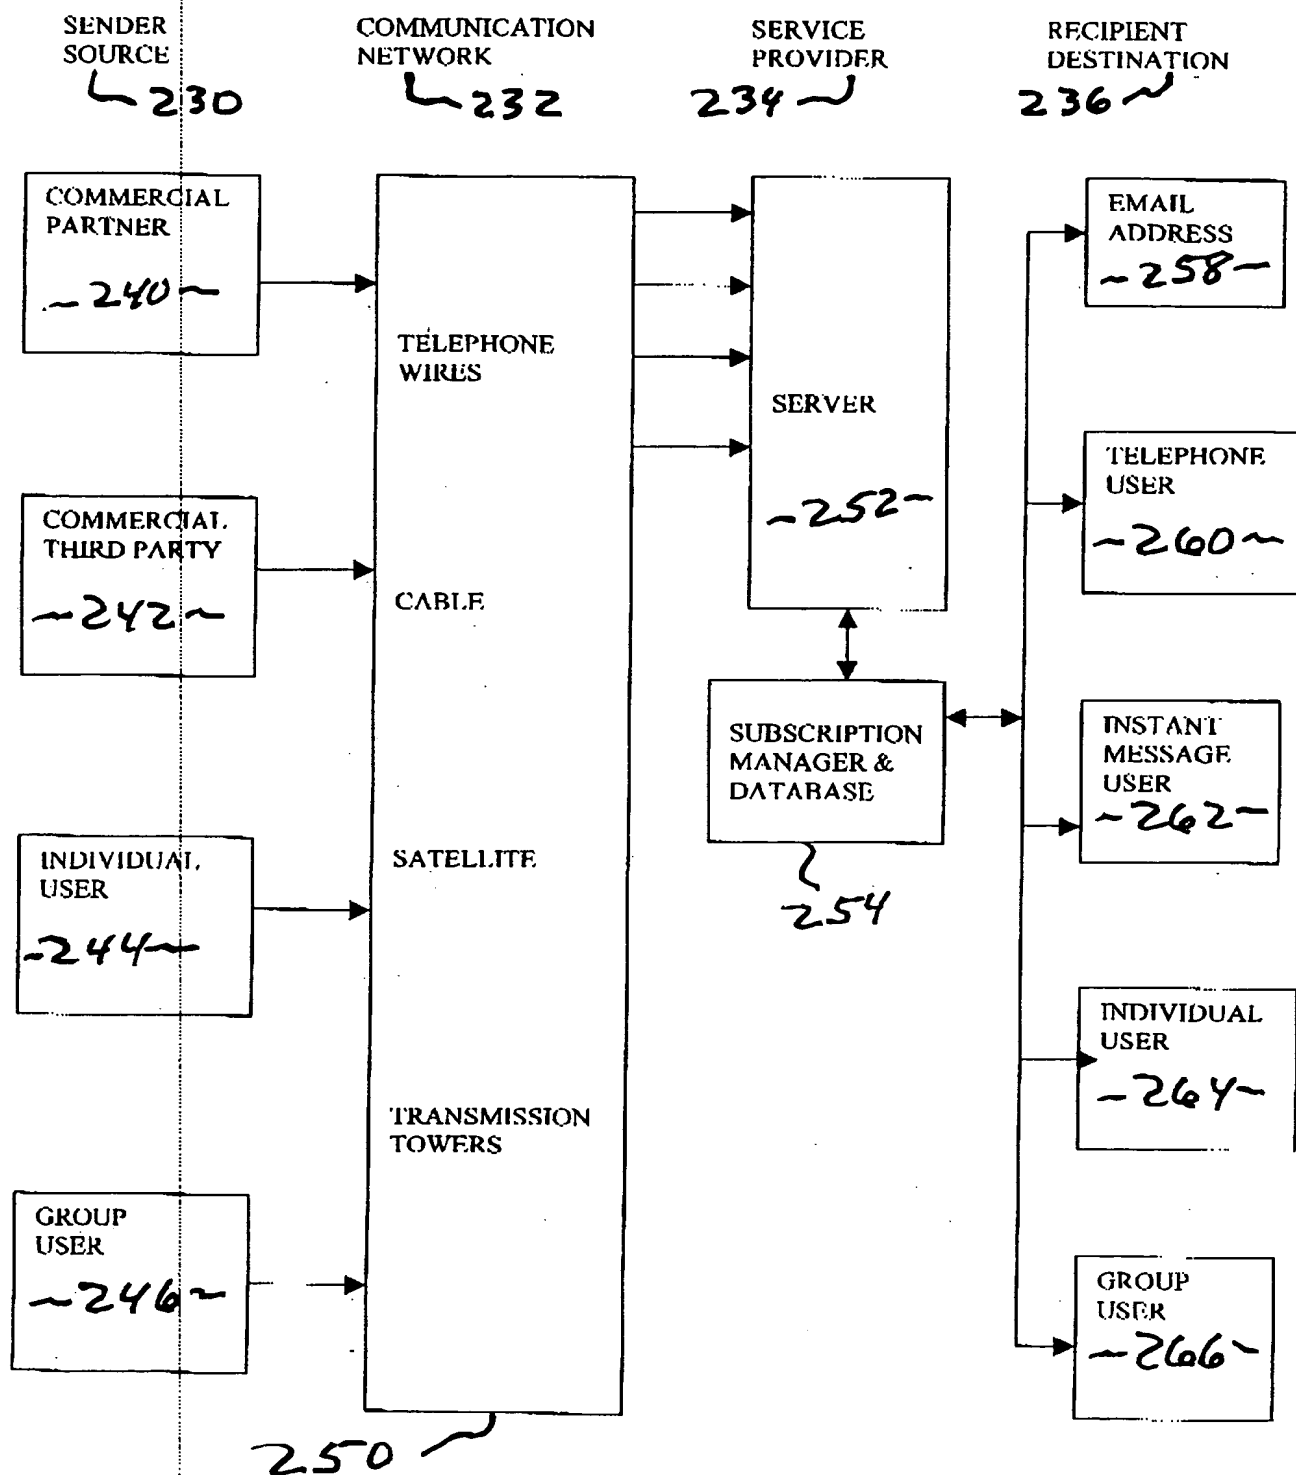 SENDER
SOURCE
230
COMMUNICATION
NETWORK
232
SERVICE
PROVIDER
234
RECIPIENT
DESTINATION
236
COMMERCIAL
PARTNER
~240~
COMMERCIAL
THIRD PARTY
~242~
INDIVIDUAL
USER
~244~
GROUP
USER
~246~
TELEPHONE
WIRES
CABLE
SATELLITE
TRANSMISSION
TOWERS
250
SERVER
~252~
SUBSCRIPTION
MANAGER &
DATABASE
254
EMAIL
ADDRESS
~258~
TELEPHONE
USER
~260~
INSTANT
MESSAGE
USER
~262~
INDIVIDUAL
USER
~264~
GROUP
USER
~266~